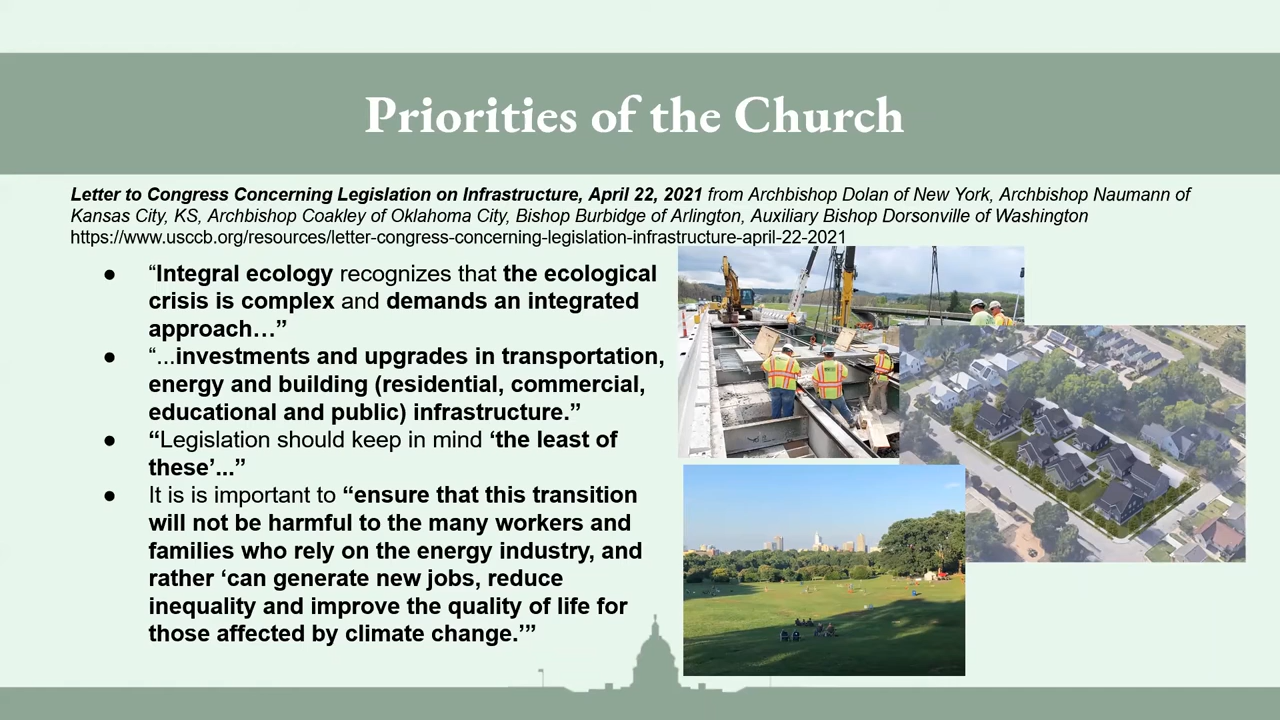 Priorities of the Church
Letter to Congress Concerning Legislation on Infrastructure, April 22, 2021 from Archbishop Dolan of New York, Archbishop Naumann of
Kansas City, KS, Archbishop Coakley of Oklahoma City, Bishop Burbidge of Arlington, Auxiliary Bishop Dorsonville of Washington
https://www.usccb.org/resources/letter-congress-concerning-legislation-infrastructure-april-22-2021
● “Integral ecology recognizes that the ecological
crisis is complex and demands an integrated
approach…”
● “...investments and upgrades in transportation,
energy and building (residential, commercial,
educational and public) infrastructure.”
● “Legislation should keep in mind ‘the least of
these’...”
● It is is important to “ensure that this transition
will not be harmful to the many workers and
families who rely on the energy industry, and
rather ‘can generate new jobs, reduce
inequality and improve the quality of life for
those affected by climate change.’”